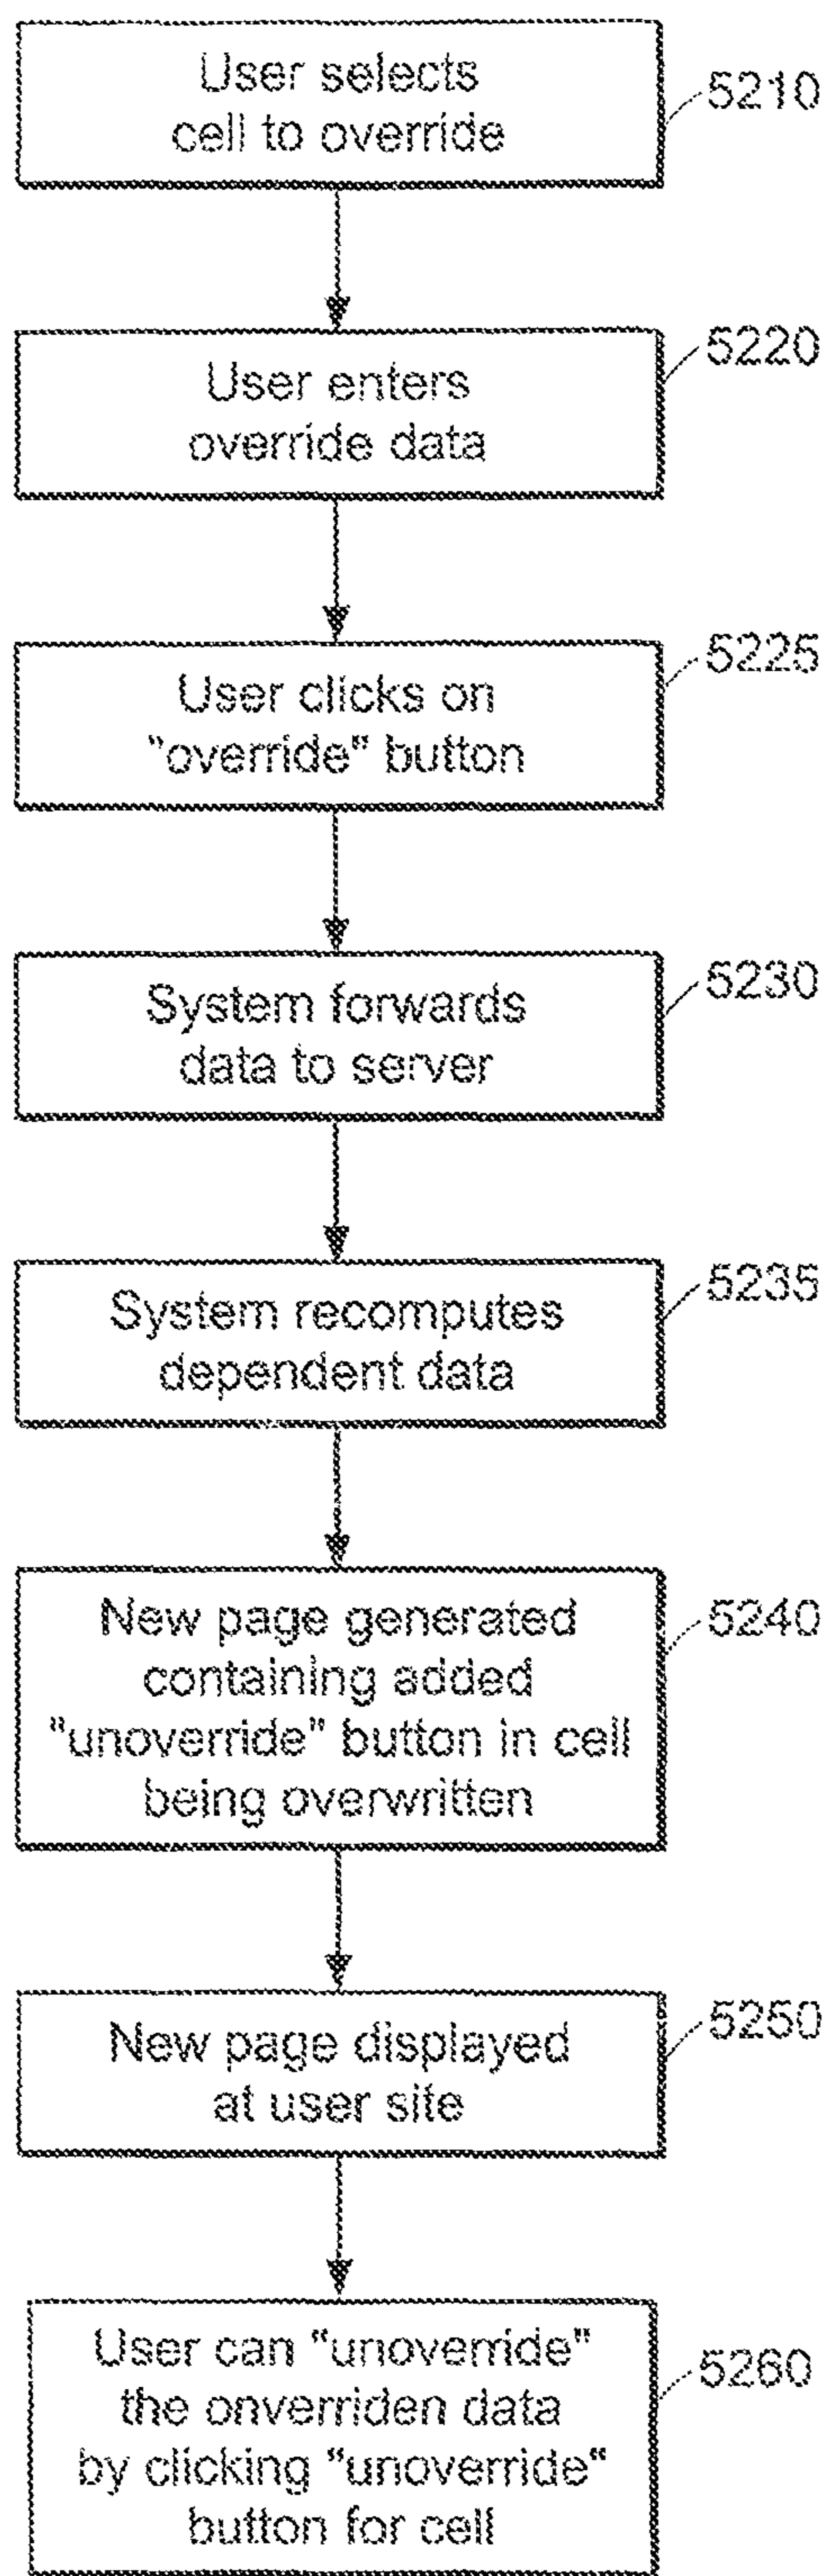 User selects
cell to override
5210
User enters
override data
5220
User clicks on
"override" button
5225
System forwards
data to server
5230
System recomputes
dependent data
5235
New page generated
containing added
"unoverride" button in cell
being overwritten
5240
New page displayed
at user site
5250
User can "unoverride"
the onverriden data
by clicking "unoverride"
button for cell
5260